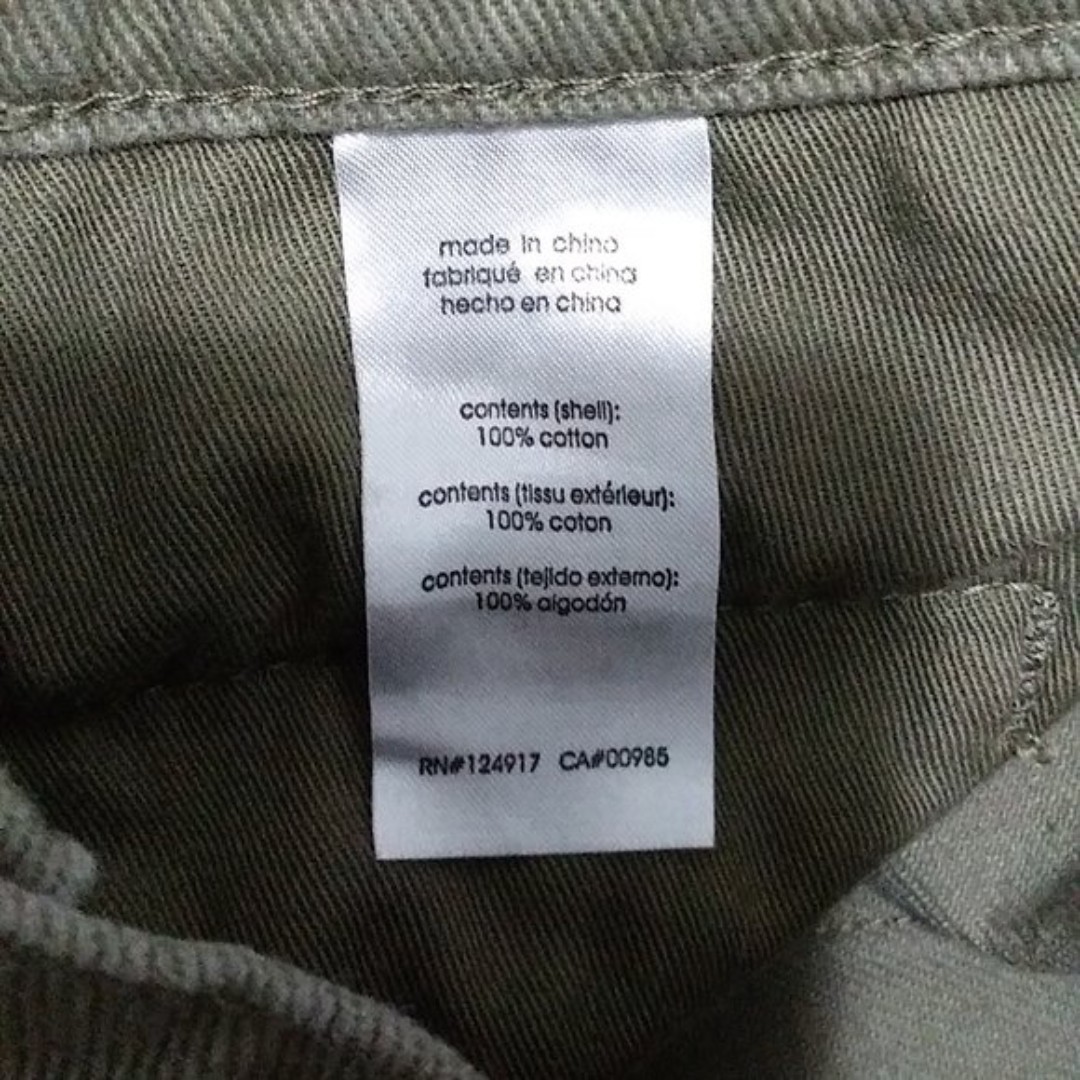 made in china
fabriqué en china
hecho en china
contents (shell):
100% cotton
contents (tissu extérieur):
100% coton
contents (tejido externo):
100% algodón
RN#124917 CA#00985